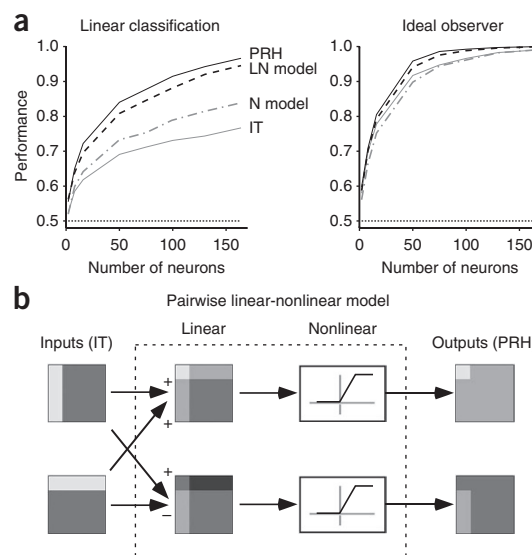 a
Linear classification
Ideal observer
Performance
1.0
0.9
0.8
0.7
0.6
0.5
PRH
LN model
N model
IT
0 50 100 150
Number of neurons
1.0
0.9
0.8
0.7
0.6
0.5
0 50 100 150
Number of neurons
b
Pairwise linear-nonlinear model
Inputs (IT)
Linear
Nonlinear
Outputs (PRH)
+
+
+
–